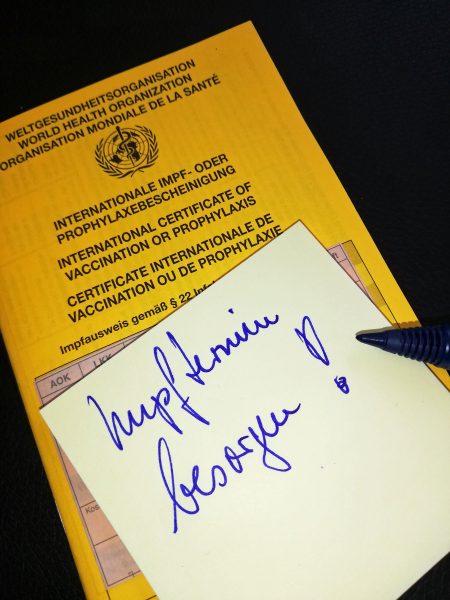 WELTGESUNDHEITSORGANISATION
WORLD HEALTH ORGANIZATION
ORGANISATION MONDIALE DE LA SANTÉ
INTERNATIONALE IMPF- ODER
PROPHYLAXEBESCHEINIGUNG
INTERNATIONAL CERTIFICATE OF
VACCINATION OR PROPHYLAXIS
CERTIFICATE INTERNATIONALE DE
VACCINATION OU DE PROPHYLAXIE
Impfausweis gemäß § 22
AOK LKK
Impftermin
besorgen !